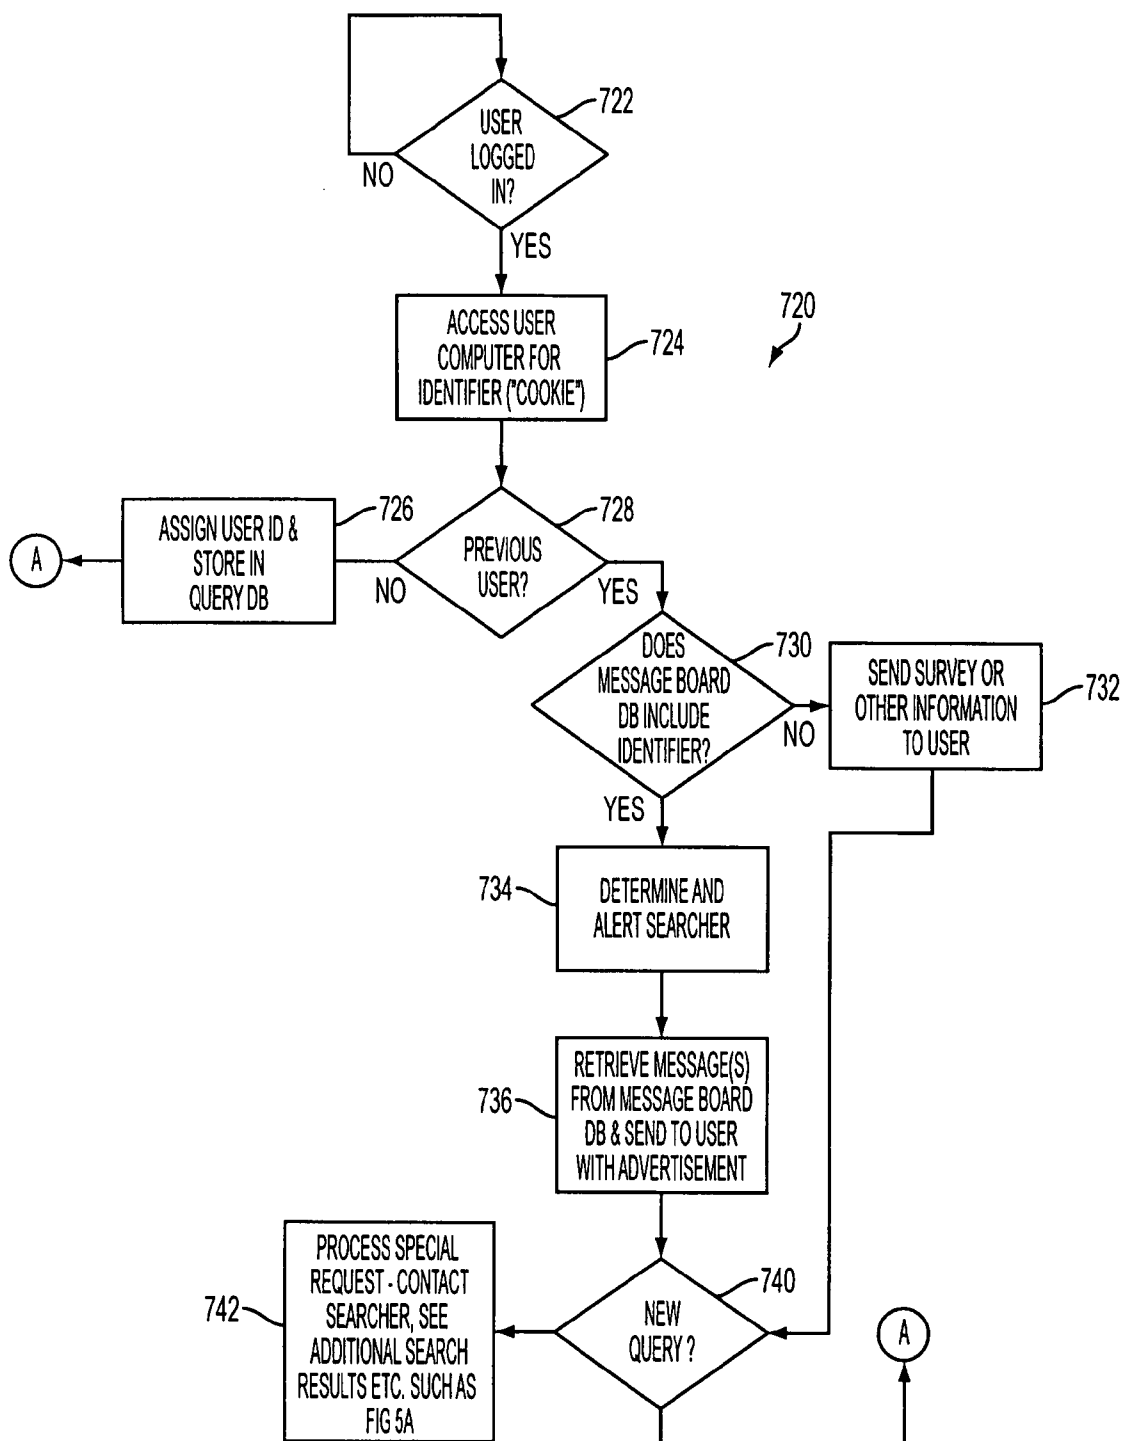 722
USER
LOGGED
IN?
NO
YES
720
ACCESS USER
COMPUTER FOR
IDENTIFIER ("COOKIE")
724
A
ASSIGN USER ID &
STORE IN
QUERY DB
726
NO
PREVIOUS
USER?
728
YES
DOES
MESSAGE BOARD
DB INCLUDE
IDENTIFIER?
730
NO
YES
SEND SURVEY OR
OTHER INFORMATION
TO USER
732
734
DETERMINE AND
ALERT SEARCHER
736
RETRIEVE MESSAGE(S)
FROM MESSAGE BOARD
DB & SEND TO USER
WITH ADVERTISEMENT
742
PROCESS SPECIAL
REQUEST - CONTACT
SEARCHER, SEE
ADDITIONAL SEARCH
RESULTS ETC. SUCH AS
FIG 5A
NEW
QUERY ?
740
A